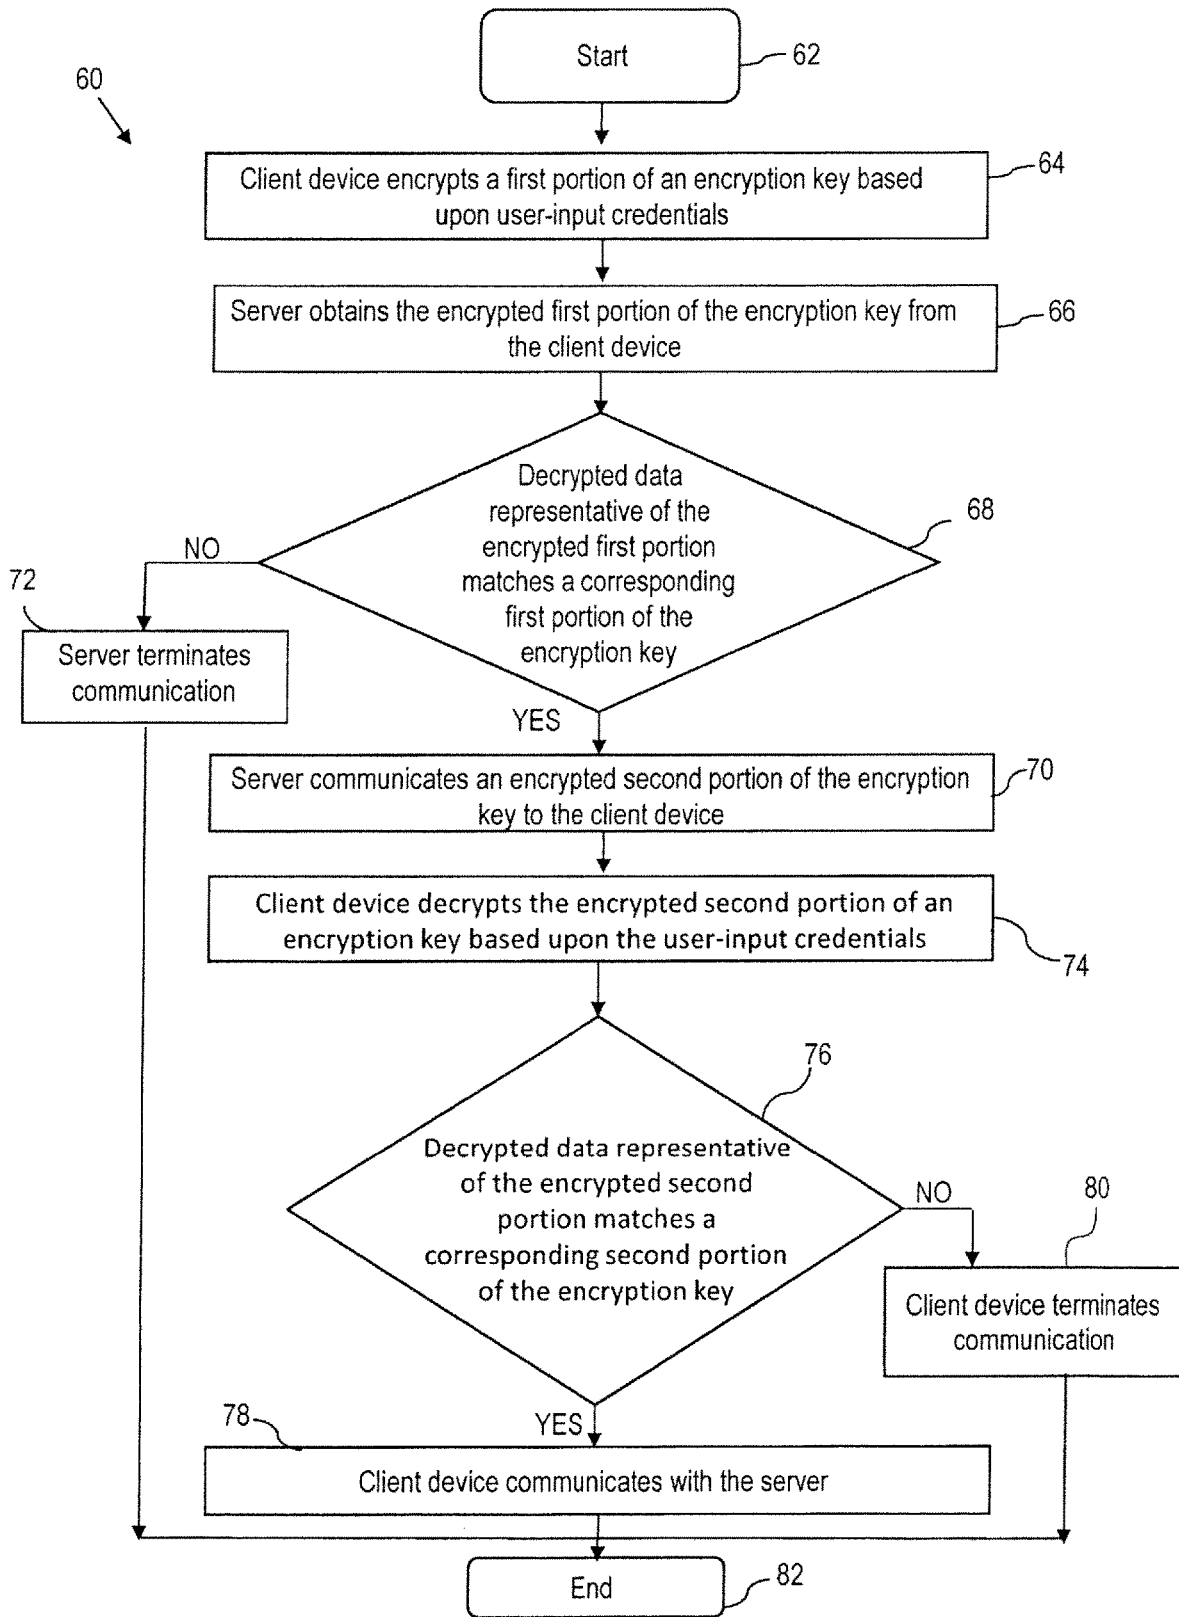 Start
62
60
Client device encrypts a first portion of an encryption key based
upon user-input credentials
64
Server obtains the encrypted first portion of the encryption key from
the client device
66
Decrypted data
representative of the
encrypted first portion
matches a corresponding
first portion of the
encryption key
68
NO
72
Server terminates
communication
YES
Server communicates an encrypted second portion of the encryption
key to the client device
70
Client device decrypts the encrypted second portion of an
encryption key based upon the user-input credentials
74
76
Decrypted data representative
of the encrypted second
portion matches a
corresponding second portion
of the encryption key
NO
80
Client device terminates
communication
YES
78
Client device communicates with the server
End
82